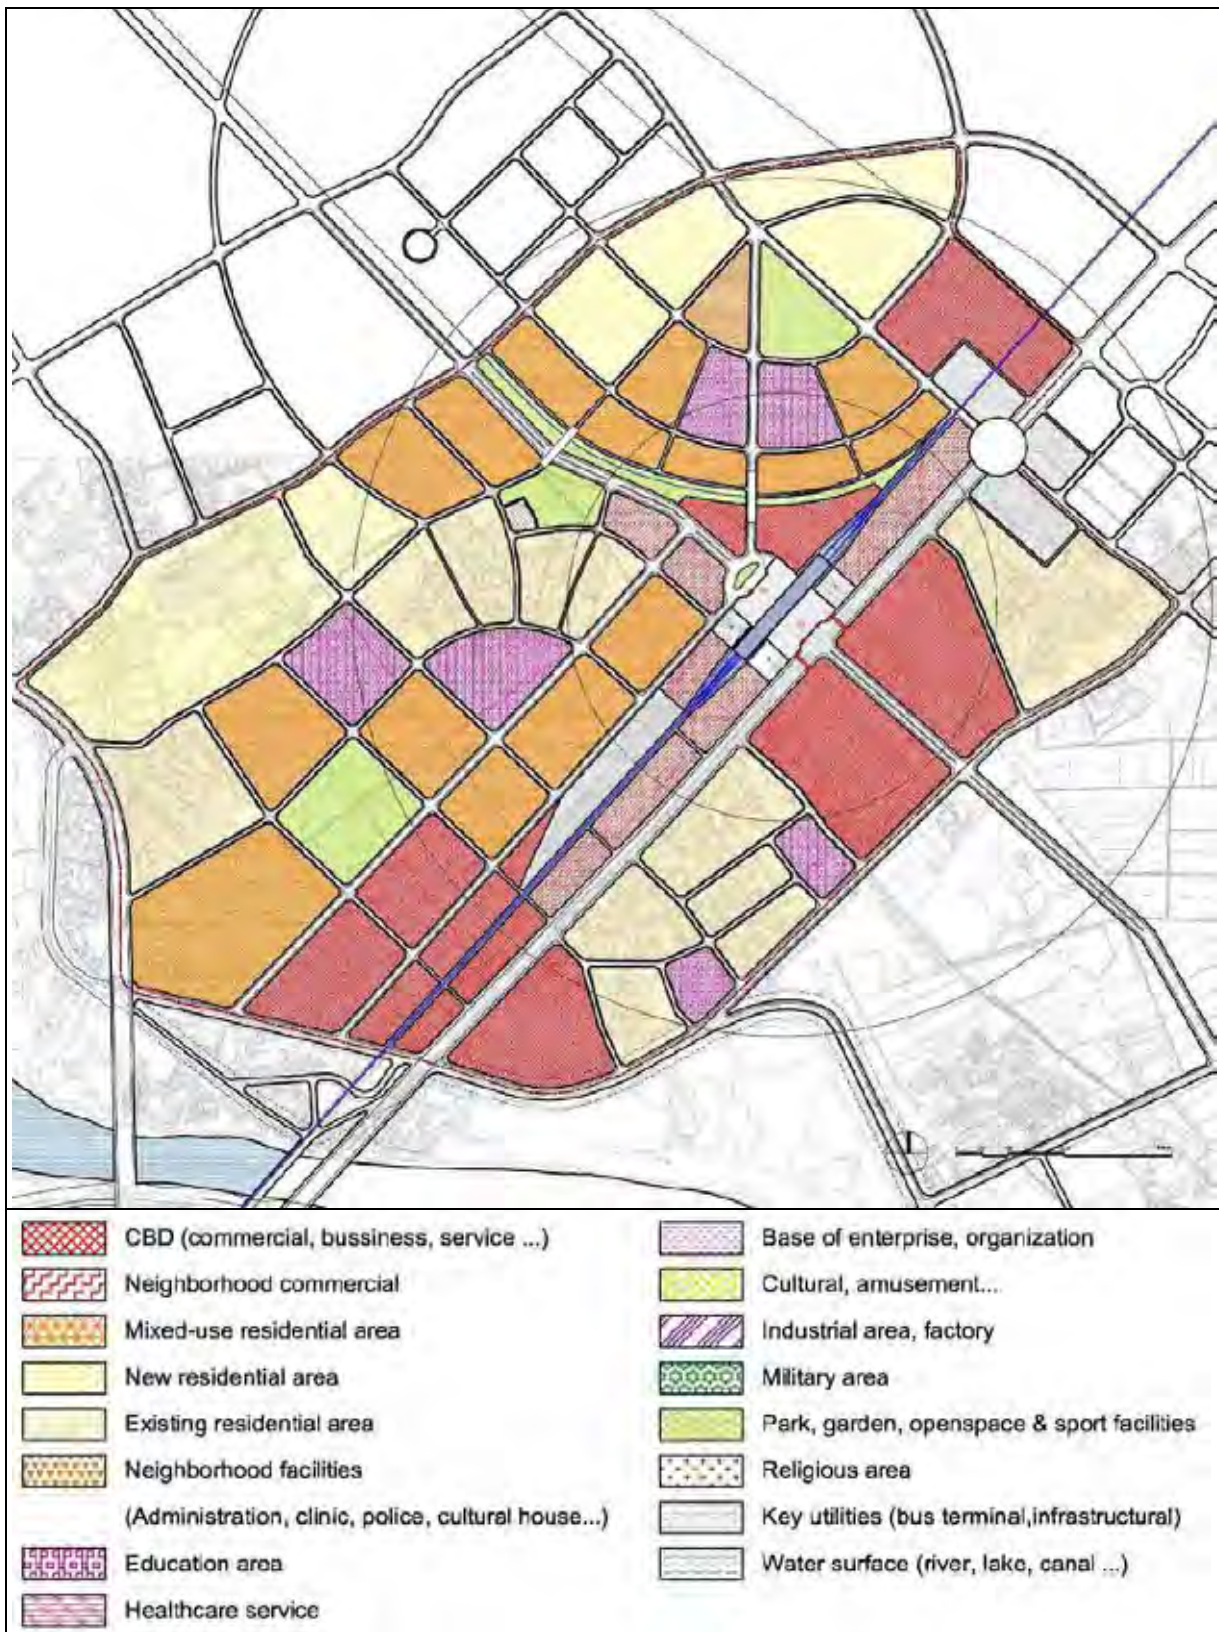 CBD (commercial, bussiness, service ...)
Neighborhood commercial
Mixed-use residential area
New residential area
Existing residential area
Neighborhood facilities
(Administration, clinic, police, cultural house...)
Education area
Healthcare service
Base of enterprise, organization
Cultural, amusement...
Industrial area, factory
Military area
Park, garden, openspace & sport facilities
Religious area
Key utilities (bus terminal,infrastructural)
Water surface (river, lake, canal ...)